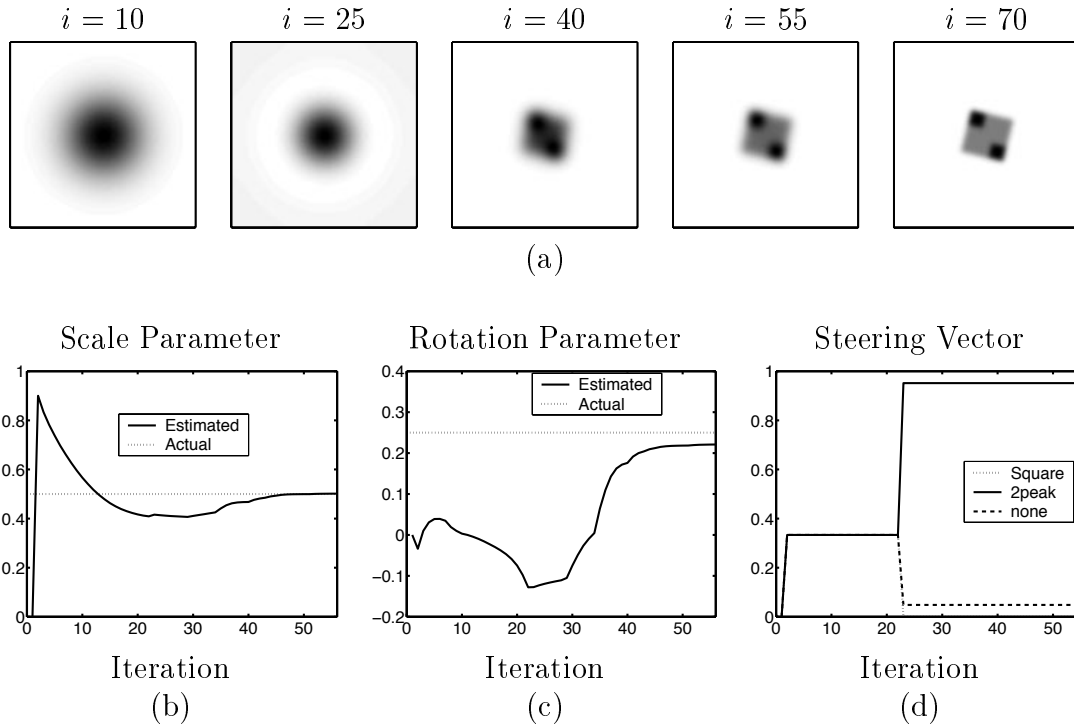 i = 10
i = 25
i = 40
i = 55
i = 70
(a)
Scale Parameter
1
0.8
0.6
0.4
0.2
0
0 10 20 30 40 50
Estimated
Actual
Iteration
(b)
Rotation Parameter
0.4
0.3
0.2
0.1
0
−0.1
−0.2
0 10 20 30 40 50
Estimated
Actual
Iteration
(c)
Steering Vector
1
0.8
0.6
0.4
0.2
0
0 10 20 30 40 50
Square
2peak
none
Iteration
(d)